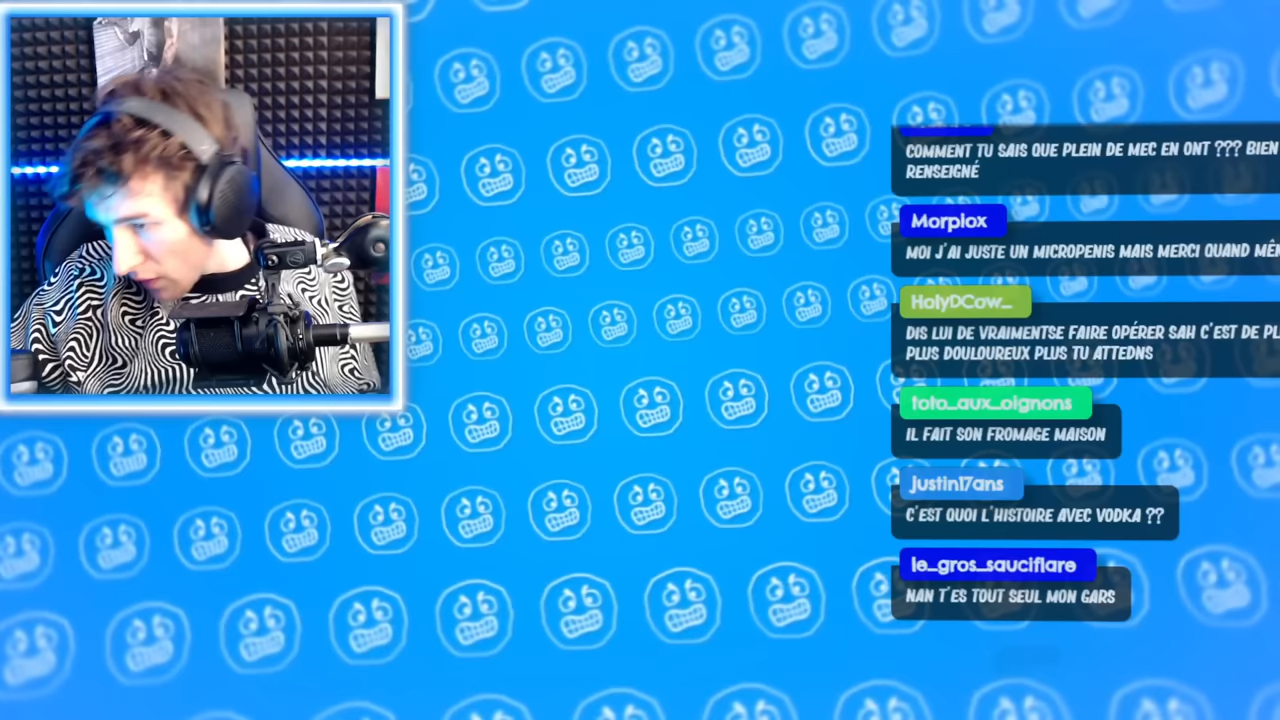 COMMENT TU SAIS QUE PLEIN DE MEC EN ONT ??? BIEN
RENSEIGNÉ
Morpiox
MOI J'AI JUSTE UN MICROPENIS MAIS MERCI QUAND
HolyDCow_
DIS LUI DE VRAIMENTSE FAIRE OPÉRER SAH C'EST DE
PLUS DOULOUREUX PLUS TU ATTEDNS
toto_aux_oignons
IL FAIT SON FROMAGE MAISON
justin17ans
C'EST QUOI L'HISTOIRE AVEC VODKA ??
le_gros_sauciflare
NAN T'ES TOUT SEUL MON GARS